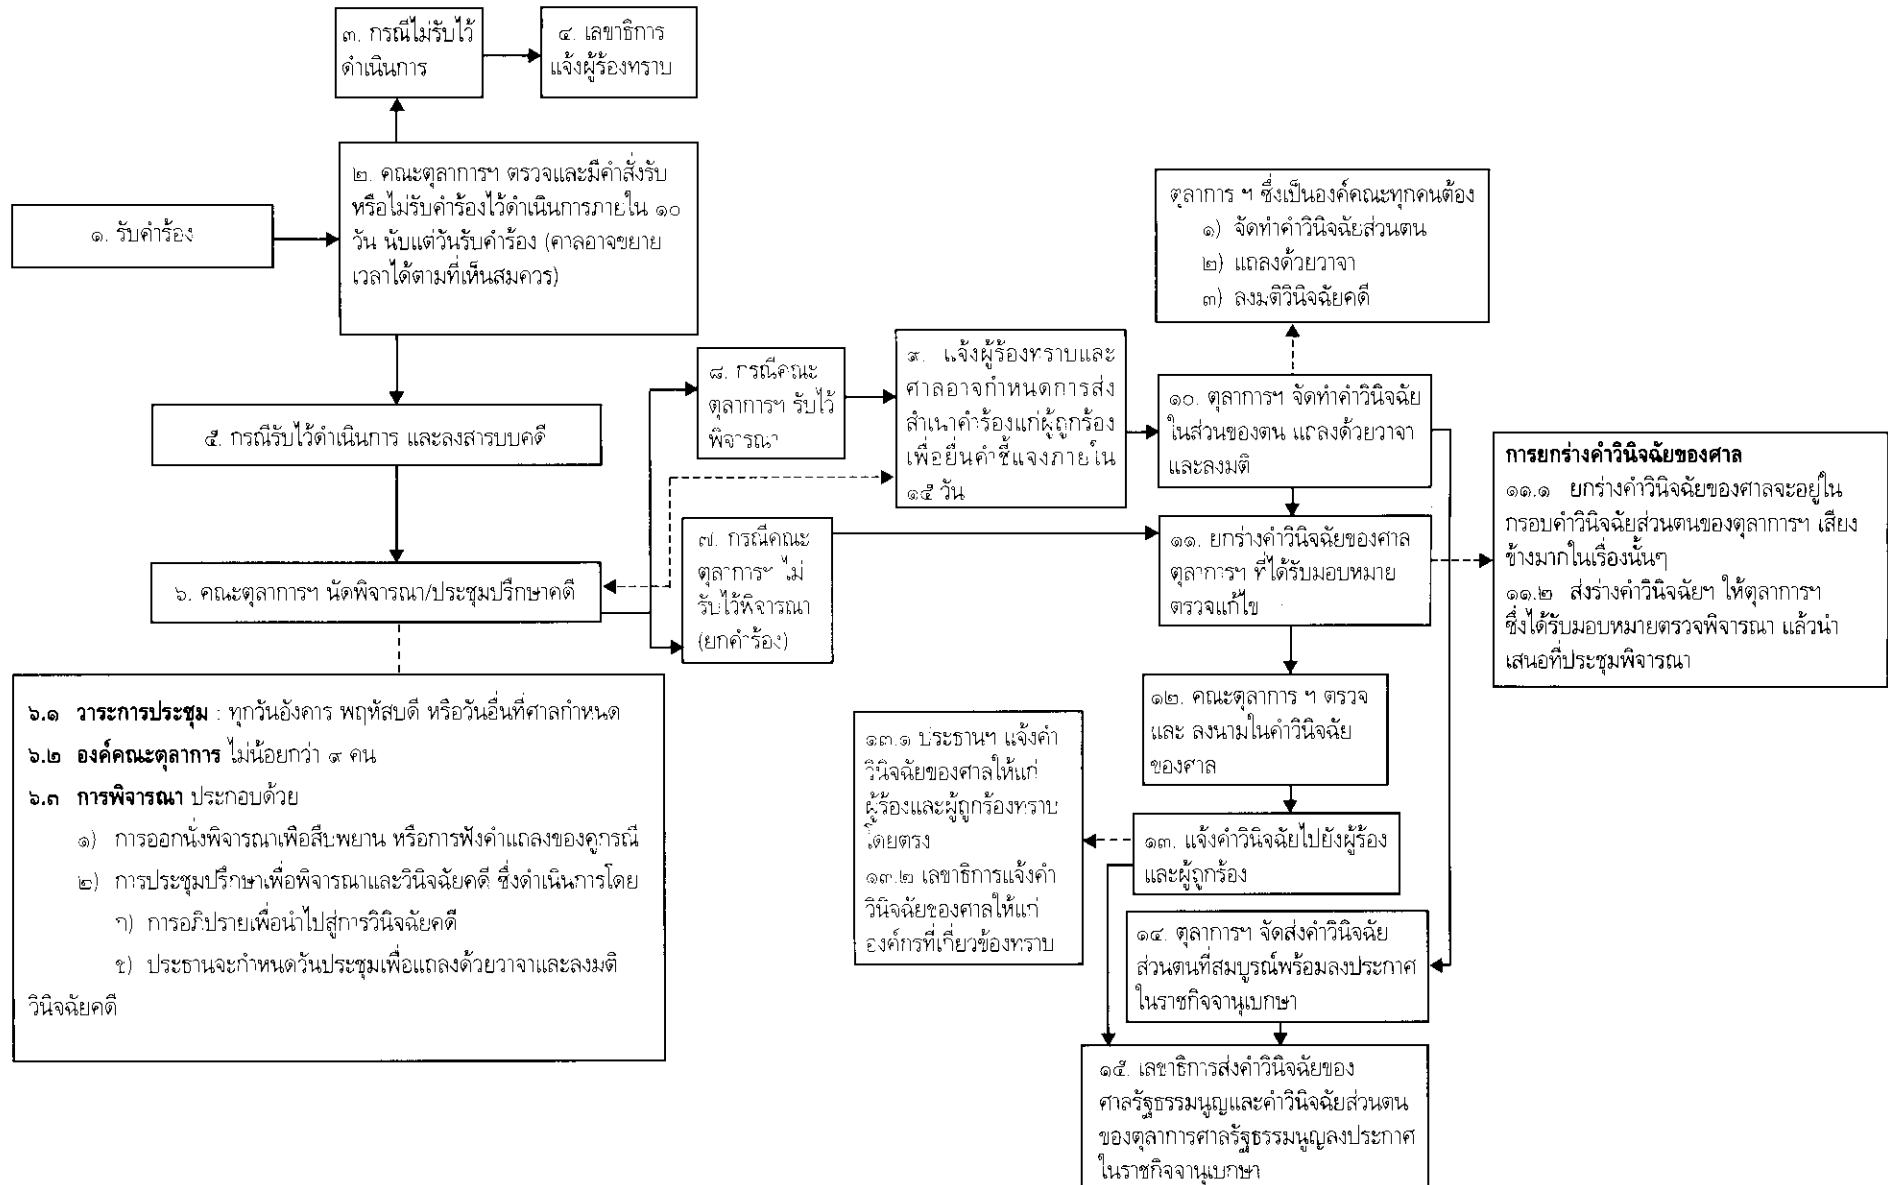 ๓. กรณีไม่รับไว้
ดำเนินการ
๔. เลขาธิการ
แจ้งผู้ร้องทราบ
๑. รับคำร้อง
๒. คณะตุลาการฯ ตรวจและมีคำสั่งรับ
หรือไม่รับคำร้องไว้ดำเนินการภายใน ๑๐
วัน นับแต่วันรับคำร้อง (ศาลอาจขยาย
เวลาได้ตามที่เห็นสมควร)
๕. กรณีรับไว้ดำเนินการ และลงสารบบคดี
๖. คณะตุลาการฯ นัดพิจารณา/ประชุมปรึกษาคดี
๖.๑ วาระการประชุม : ทุกวันอังคาร พฤหัสบดี หรือวันอื่นที่ศาลกำหนด
๖.๒ องค์คณะตุลาการ ไม่น้อยกว่า ๙ คน
๖.๓ การพิจารณา ประกอบด้วย
๑) การออกนั่งพิจารณาเพื่อสืบพยาน หรือการฟังคำแถลงของคู่กรณี
๒) การประชุมปรึกษาเพื่อพิจารณาและวินิจฉัยคดี ซึ่งดำเนินการโดย
ก) การอภิปรายเพื่อนำไปสู่การวินิจฉัยคดี
ข) ประธานจะกำหนดวันประชุมเพื่อแถลงด้วยวาจาและลงมติ
วินิจฉัยคดี
๘. กรณีคณะ
ตุลาการฯ รับไว้
พิจารณา
๗. กรณีคณะ
ตุลาการฯ ไม่
รับไว้พิจารณา
(ยกคำร้อง)
๙. แจ้งผู้ร้องทราบและ
ศาลอาจกำหนดการส่ง
สำเนาคำร้องแก่ผู้ถูกร้อง
เพื่อยื่นคำชี้แจงภายใน
๑๕ วัน
ตุลาการ ฯ ซึ่งเป็นองค์คณะทุกคนต้อง
๑) จัดทำคำวินิจฉัยส่วนตน
๒) แถลงด้วยวาจา
๓) ลงมติวินิจฉัยคดี
๑๐. ตุลาการฯ จัดทำคำวินิจฉัย
ในส่วนของตน แถลงด้วยวาจา
และลงมติ
๑๑. ยกร่างคำวินิจฉัยของศาล
ตุลาการฯ ที่ได้รับมอบหมาย
ตรวจแก้ไข
การยกร่างคำวินิจฉัยของศาล
๑๑.๑ ยกร่างคำวินิจฉัยของศาลจะอยู่ใน
กรอบคำวินิจฉัยส่วนตนของตุลาการฯ เสียง
ข้างมากในเรื่องนั้นๆ
๑๑.๒ ส่งร่างคำวินิจฉัยฯ ให้ตุลาการฯ
ซึ่งได้รับมอบหมายตรวจพิจารณา แล้วนำ
เสนอที่ประชุมพิจารณา
๑๒. คณะตุลาการ ฯ ตรวจ
และ ลงนามในคำวินิจฉัย
ของศาล
๑๓. แจ้งคำวินิจฉัยไปยังผู้ร้อง
และผู้ถูกร้อง
๑๓.๑ ประธานฯ แจ้งคำ
วินิจฉัยของศาลให้แก่
ผู้ร้องและผู้ถูกร้องทราบ
โดยตรง
๑๓.๒ เลขาธิการแจ้งคำ
วินิจฉัยของศาลให้แก่
องค์กรที่เกี่ยวข้องทราบ
๑๔. ตุลาการฯ จัดส่งคำวินิจฉัย
ส่วนตนที่สมบูรณ์พร้อมลงประกาศ
ในราชกิจจานุเบกษา
๑๕. เลขาธิการส่งคำวินิจฉัยของ
ศาลรัฐธรรมนูญและคำวินิจฉัยส่วนตน
ของตุลาการศาลรัฐธรรมนูญลงประกาศ
ในราชกิจจานุเบกษา